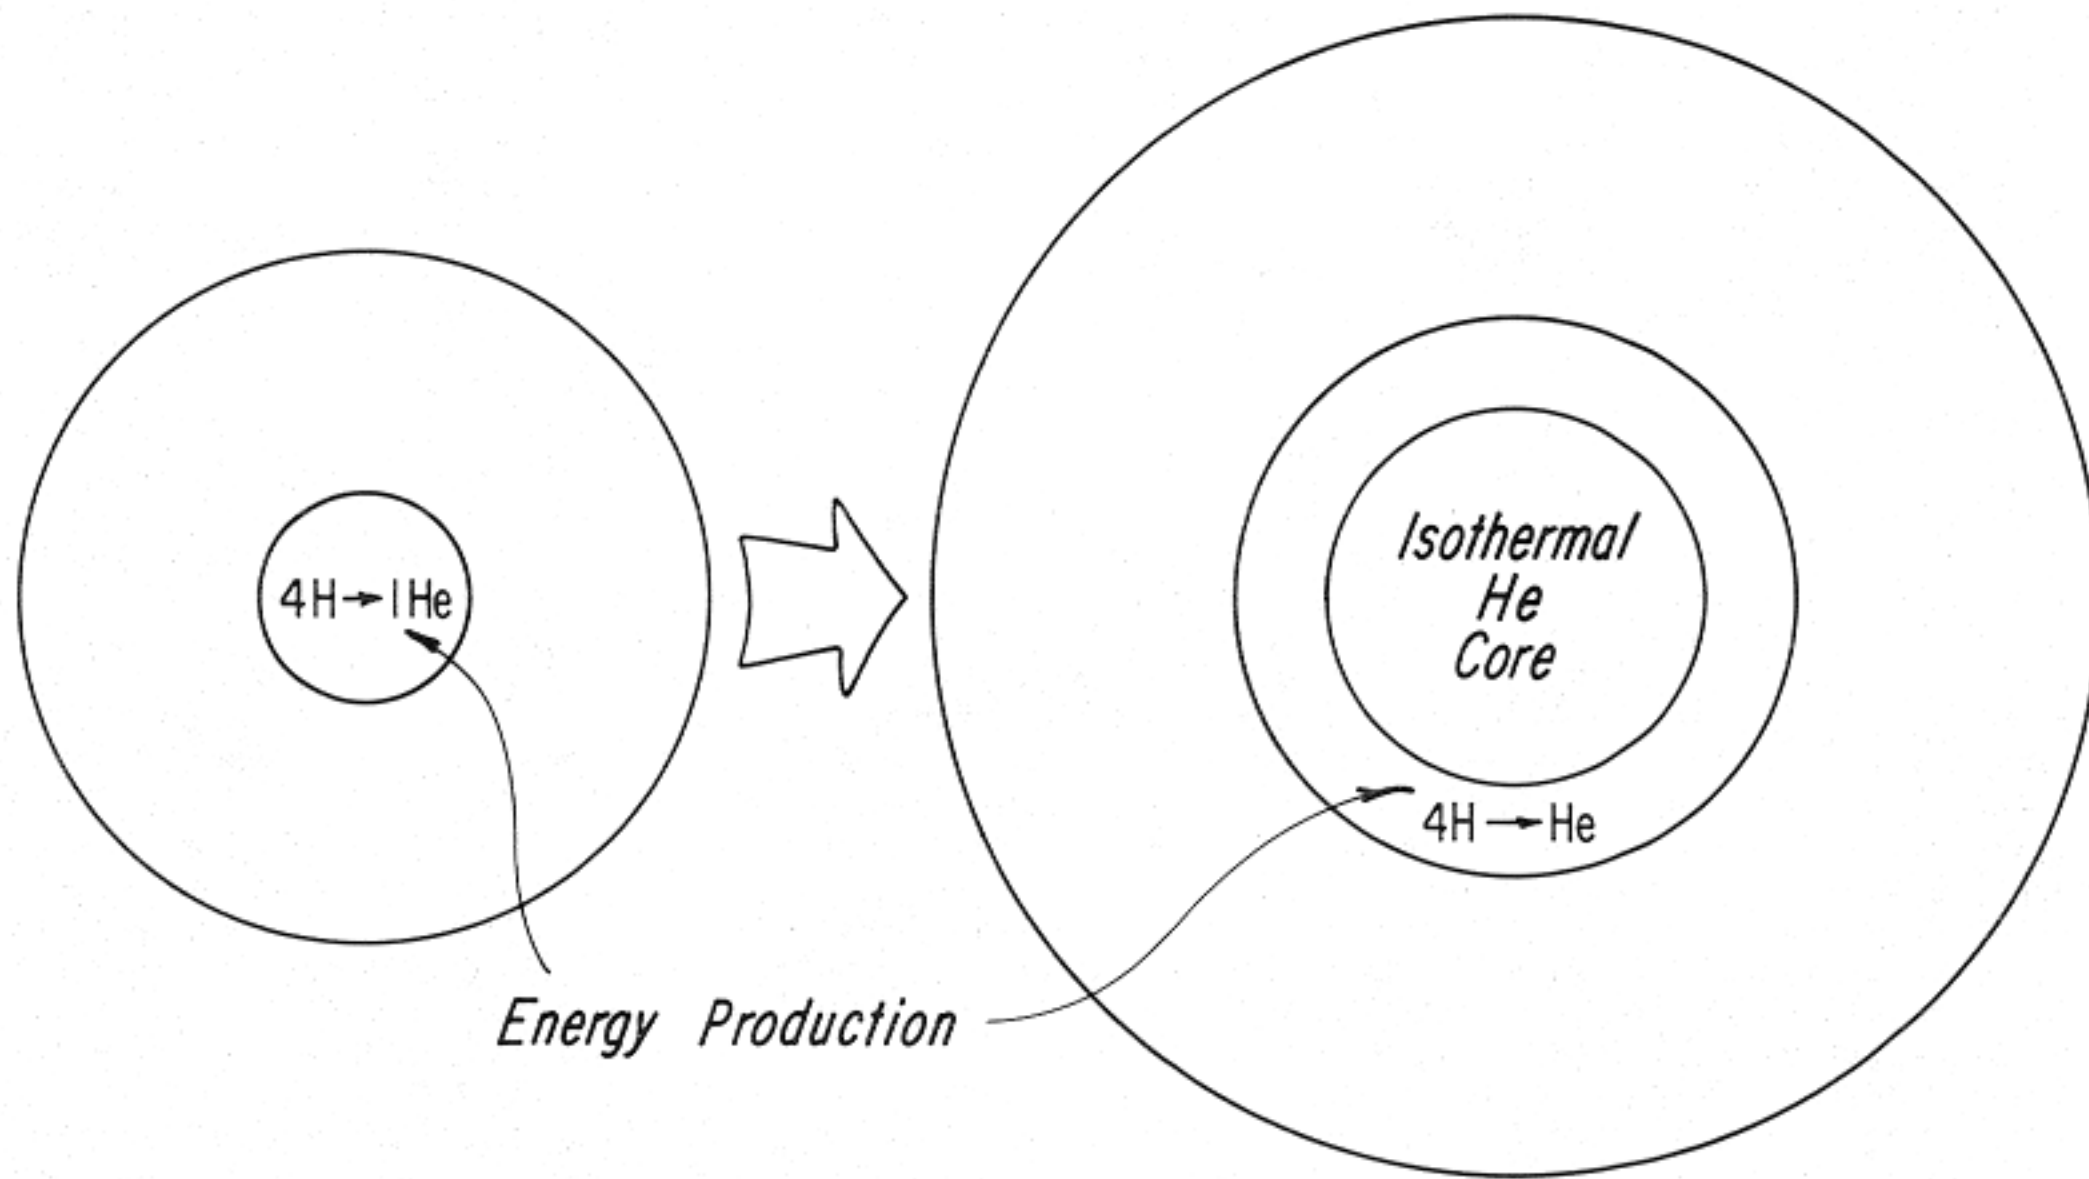 4H→1He
Isothermal
He
Core
4H→He
Energy Production